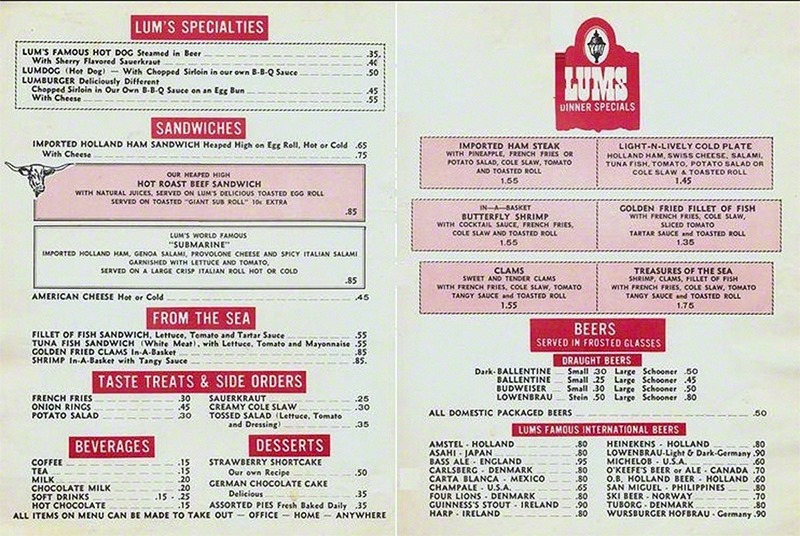 LUM'S SPECIALTIES
LUM'S FAMOUS HOT DOG Steamed in Beer .35
With Sherry Flavored Sauerkraut .40
LUMDOG (Hot Dog) — With Chopped Sirloin in our own B-B-Q Sauce .50
LUMBURGER Deliciously Different
Chopped Sirloin in Our Own B-B-Q Sauce on an Egg Bun .45
With Cheese .55
SANDWICHES
IMPORTED HOLLAND HAM SANDWICH Heaped High on Egg Roll, Hot or Cold .65
With Cheese .75
OUR HEAPED HIGH
HOT ROAST BEEF SANDWICH
WITH NATURAL JUICES, SERVED ON LUM'S DELICIOUS TOASTED EGG ROLL
SERVED ON TOASTED "GIANT SUB ROLL" 10¢ EXTRA
.85
LUM'S WORLD FAMOUS
"SUBMARINE"
IMPORTED HOLLAND HAM, GENOA SALAMI, PROVOLONE CHEESE AND SPICY ITALIAN SALAMI
GARNISHED WITH LETTUCE AND TOMATO,
SERVED ON A LARGE CRISP ITALIAN ROLL HOT OR COLD
.85
AMERICAN CHEESE Hot or Cold .45
FROM THE SEA
FILLET OF FISH SANDWICH, Lettuce, Tomato and Tartar Sauce .55
TUNA FISH SANDWICH (White Meat), with Lettuce, Tomato and Mayonnaise .55
GOLDEN FRIED CLAMS In-A-Basket .85
SHRIMP In-A-Basket with Tangy Sauce .85
TASTE TREATS & SIDE ORDERS
FRENCH FRIES .30
ONION RINGS .45
POTATO SALAD .30
SAUERKRAUT .25
CREAMY COLE SLAW .30
TOSSED SALAD (Lettuce, Tomato
and Dressing) .35
BEVERAGES
COFFEE .15
TEA .15
MILK .20
CHOCOLATE MILK .20
SOFT DRINKS .15 - .25
HOT CHOCOLATE .15
DESSERTS
STRAWBERRY SHORTCAKE
Our own Recipe .50
GERMAN CHOCOLATE CAKE
Delicious .35
ASSORTED PIES Fresh Baked Daily .35
ALL ITEMS ON MENU CAN BE MADE TO TAKE OUT — OFFICE — HOME — ANYWHERE
LUMS
DINNER SPECIALS
IMPORTED HAM STEAK
WITH PINEAPPLE, FRENCH FRIES OR
POTATO SALAD, COLE SLAW, TOMATO
AND TOASTED ROLL
1.55
LIGHT-N-LIVELY COLD PLATE
HOLLAND HAM, SWISS CHEESE, SALAMI,
TUNA FISH, TOMATO, POTATO SALAD OR
COLE SLAW & TOASTED ROLL
1.45
IN—A—BASKET
BUTTERFLY SHRIMP
WITH COCKTAIL SAUCE, FRENCH FRIES,
COLE SLAW AND TOASTED ROLL
1.55
GOLDEN FRIED FILLET OF FISH
WITH FRENCH FRIES, COLE SLAW,
SLICED TOMATO
TARTAR SAUCE and TOASTED ROLL
1.35
CLAMS
SWEET AND TENDER CLAMS
WITH FRENCH FRIES, COLE SLAW, TOMATO
TANGY SAUCE and TOASTED ROLL
1.55
TREASURES OF THE SEA
SHRIMP, CLAMS, FILLET OF FISH
WITH FRENCH FRIES, COLE SLAW, TOMATO
TANGY SAUCE and TOASTED ROLL
1.75
BEERS
SERVED IN FROSTED GLASSES
DRAUGHT BEERS
Dark-BALLENTINE Small .30 Large Schooner .50
BALLENTINE Small .25 Large Schooner .45
BUDWEISER Small .30 Large Schooner .50
LOWENBRAU Stein .50 Large Schooner .80
ALL DOMESTIC PACKAGED BEERS .50
LUMS FAMOUS INTERNATIONAL BEERS
AMSTEL - HOLLAND .80
ASAHI - JAPAN .80
BASS ALE - ENGLAND .95
CARLSBERG - DENMARK .80
CARTA BLANCA - MEXICO .80
CHAMPALE - U.S.A. .65
FOUR LIONS - DENMARK .80
GUINNESS'S STOUT - IRELAND .90
HARP - IRELAND .80
HEINEKENS - HOLLAND .80
LOWENBRAU-Light & Dark-Germany .90
MICHELOB - U.S.A. .60
O'KEEFE'S BEER or ALE - CANADA .70
O.B. HOLLAND BEER - HOLLAND .60
SAN MIGUEL - PHILIPPINES .80
SKI BEER - NORWAY .70
TUBORG - DENMARK .80
WURSBURGER HOFBRAU - Germany .90